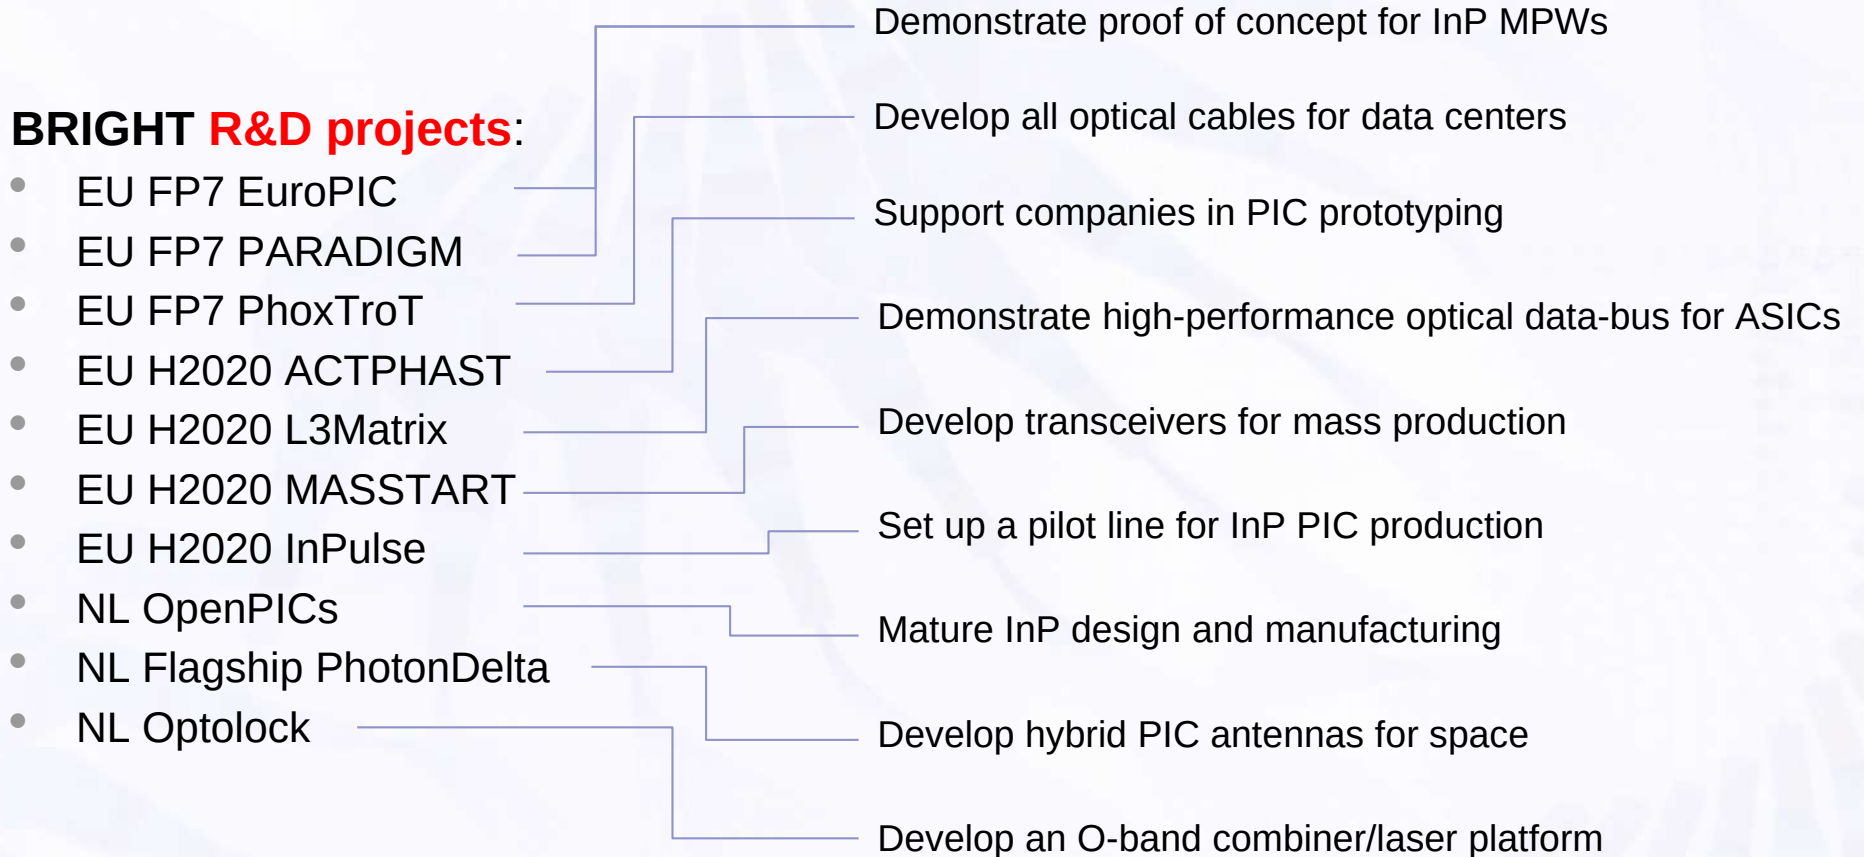 BRIGHT R&D projects:
• EU FP7 EuroPIC
• EU FP7 PARADIGM
• EU FP7 PhoxTroT
• EU H2020 ACTPHAST
• EU H2020 L3Matrix
• EU H2020 MASSTART
• EU H2020 InPulse
• NL OpenPICs
• NL Flagship PhotonDelta
• NL Optolock
Demonstrate proof of concept for InP MPWs
Develop all optical cables for data centers
Support companies in PIC prototyping
Demonstrate high-performance optical data-bus for ASICs
Develop transceivers for mass production
Set up a pilot line for InP PIC production
Mature InP design and manufacturing
Develop hybrid PIC antennas for space
Develop an O-band combiner/laser platform